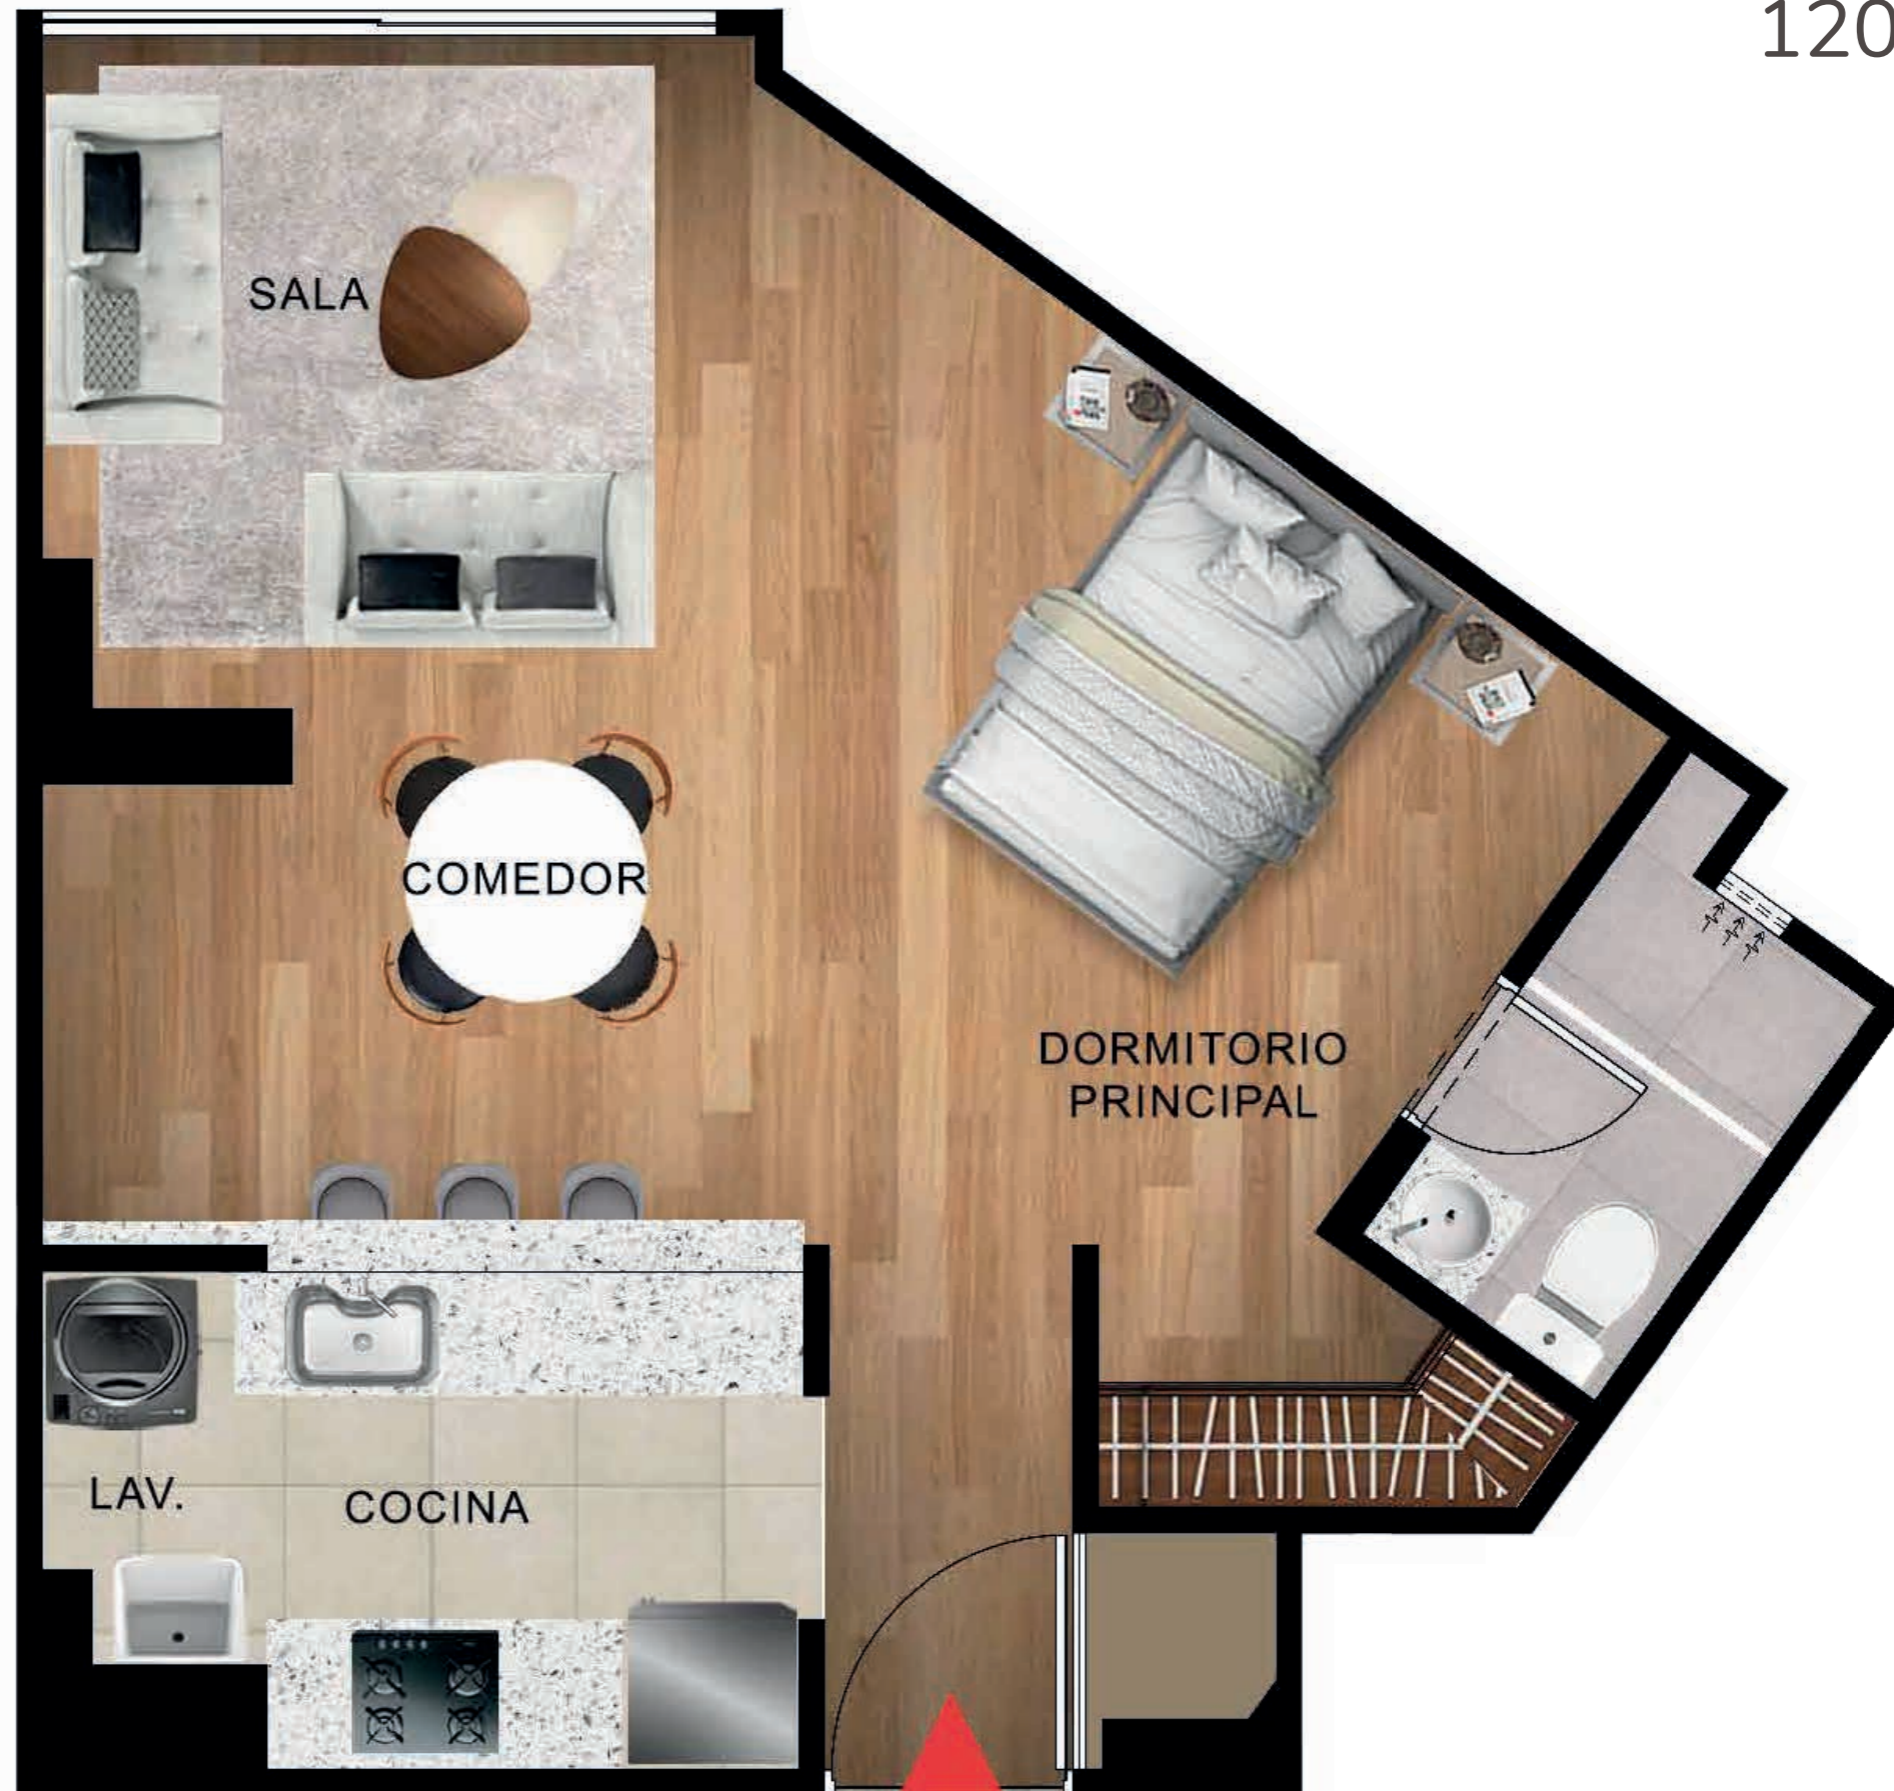 120
SALA
COMEDOR
DORMITORIO
PRINCIPAL
LAV.
COCINA